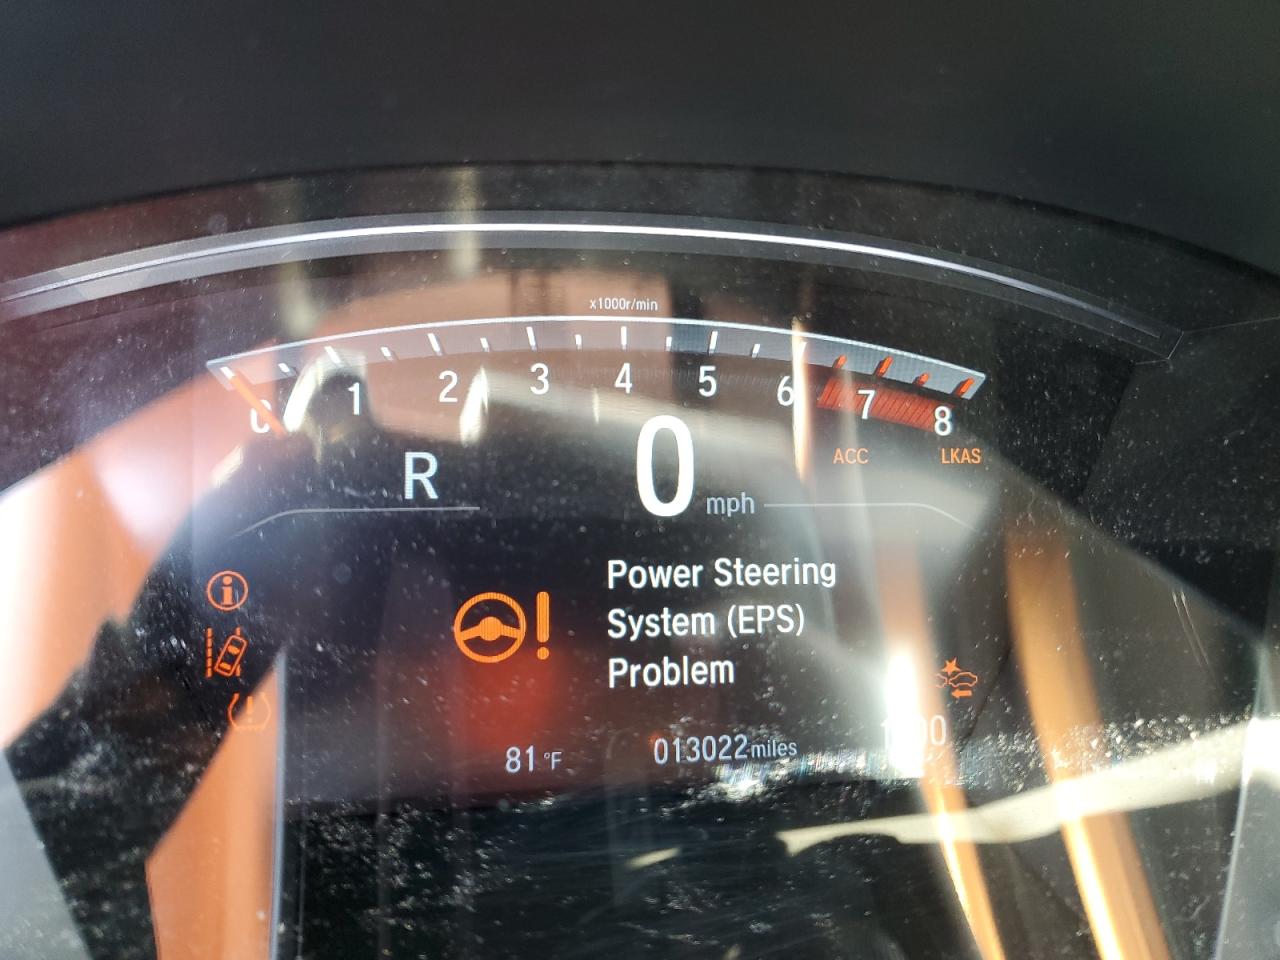 x1000r/min
0 1 2 3 4 5 6 7 8
ACC LKAS
R 0 mph
Power Steering
System (EPS)
Problem
81 °F 013022 miles